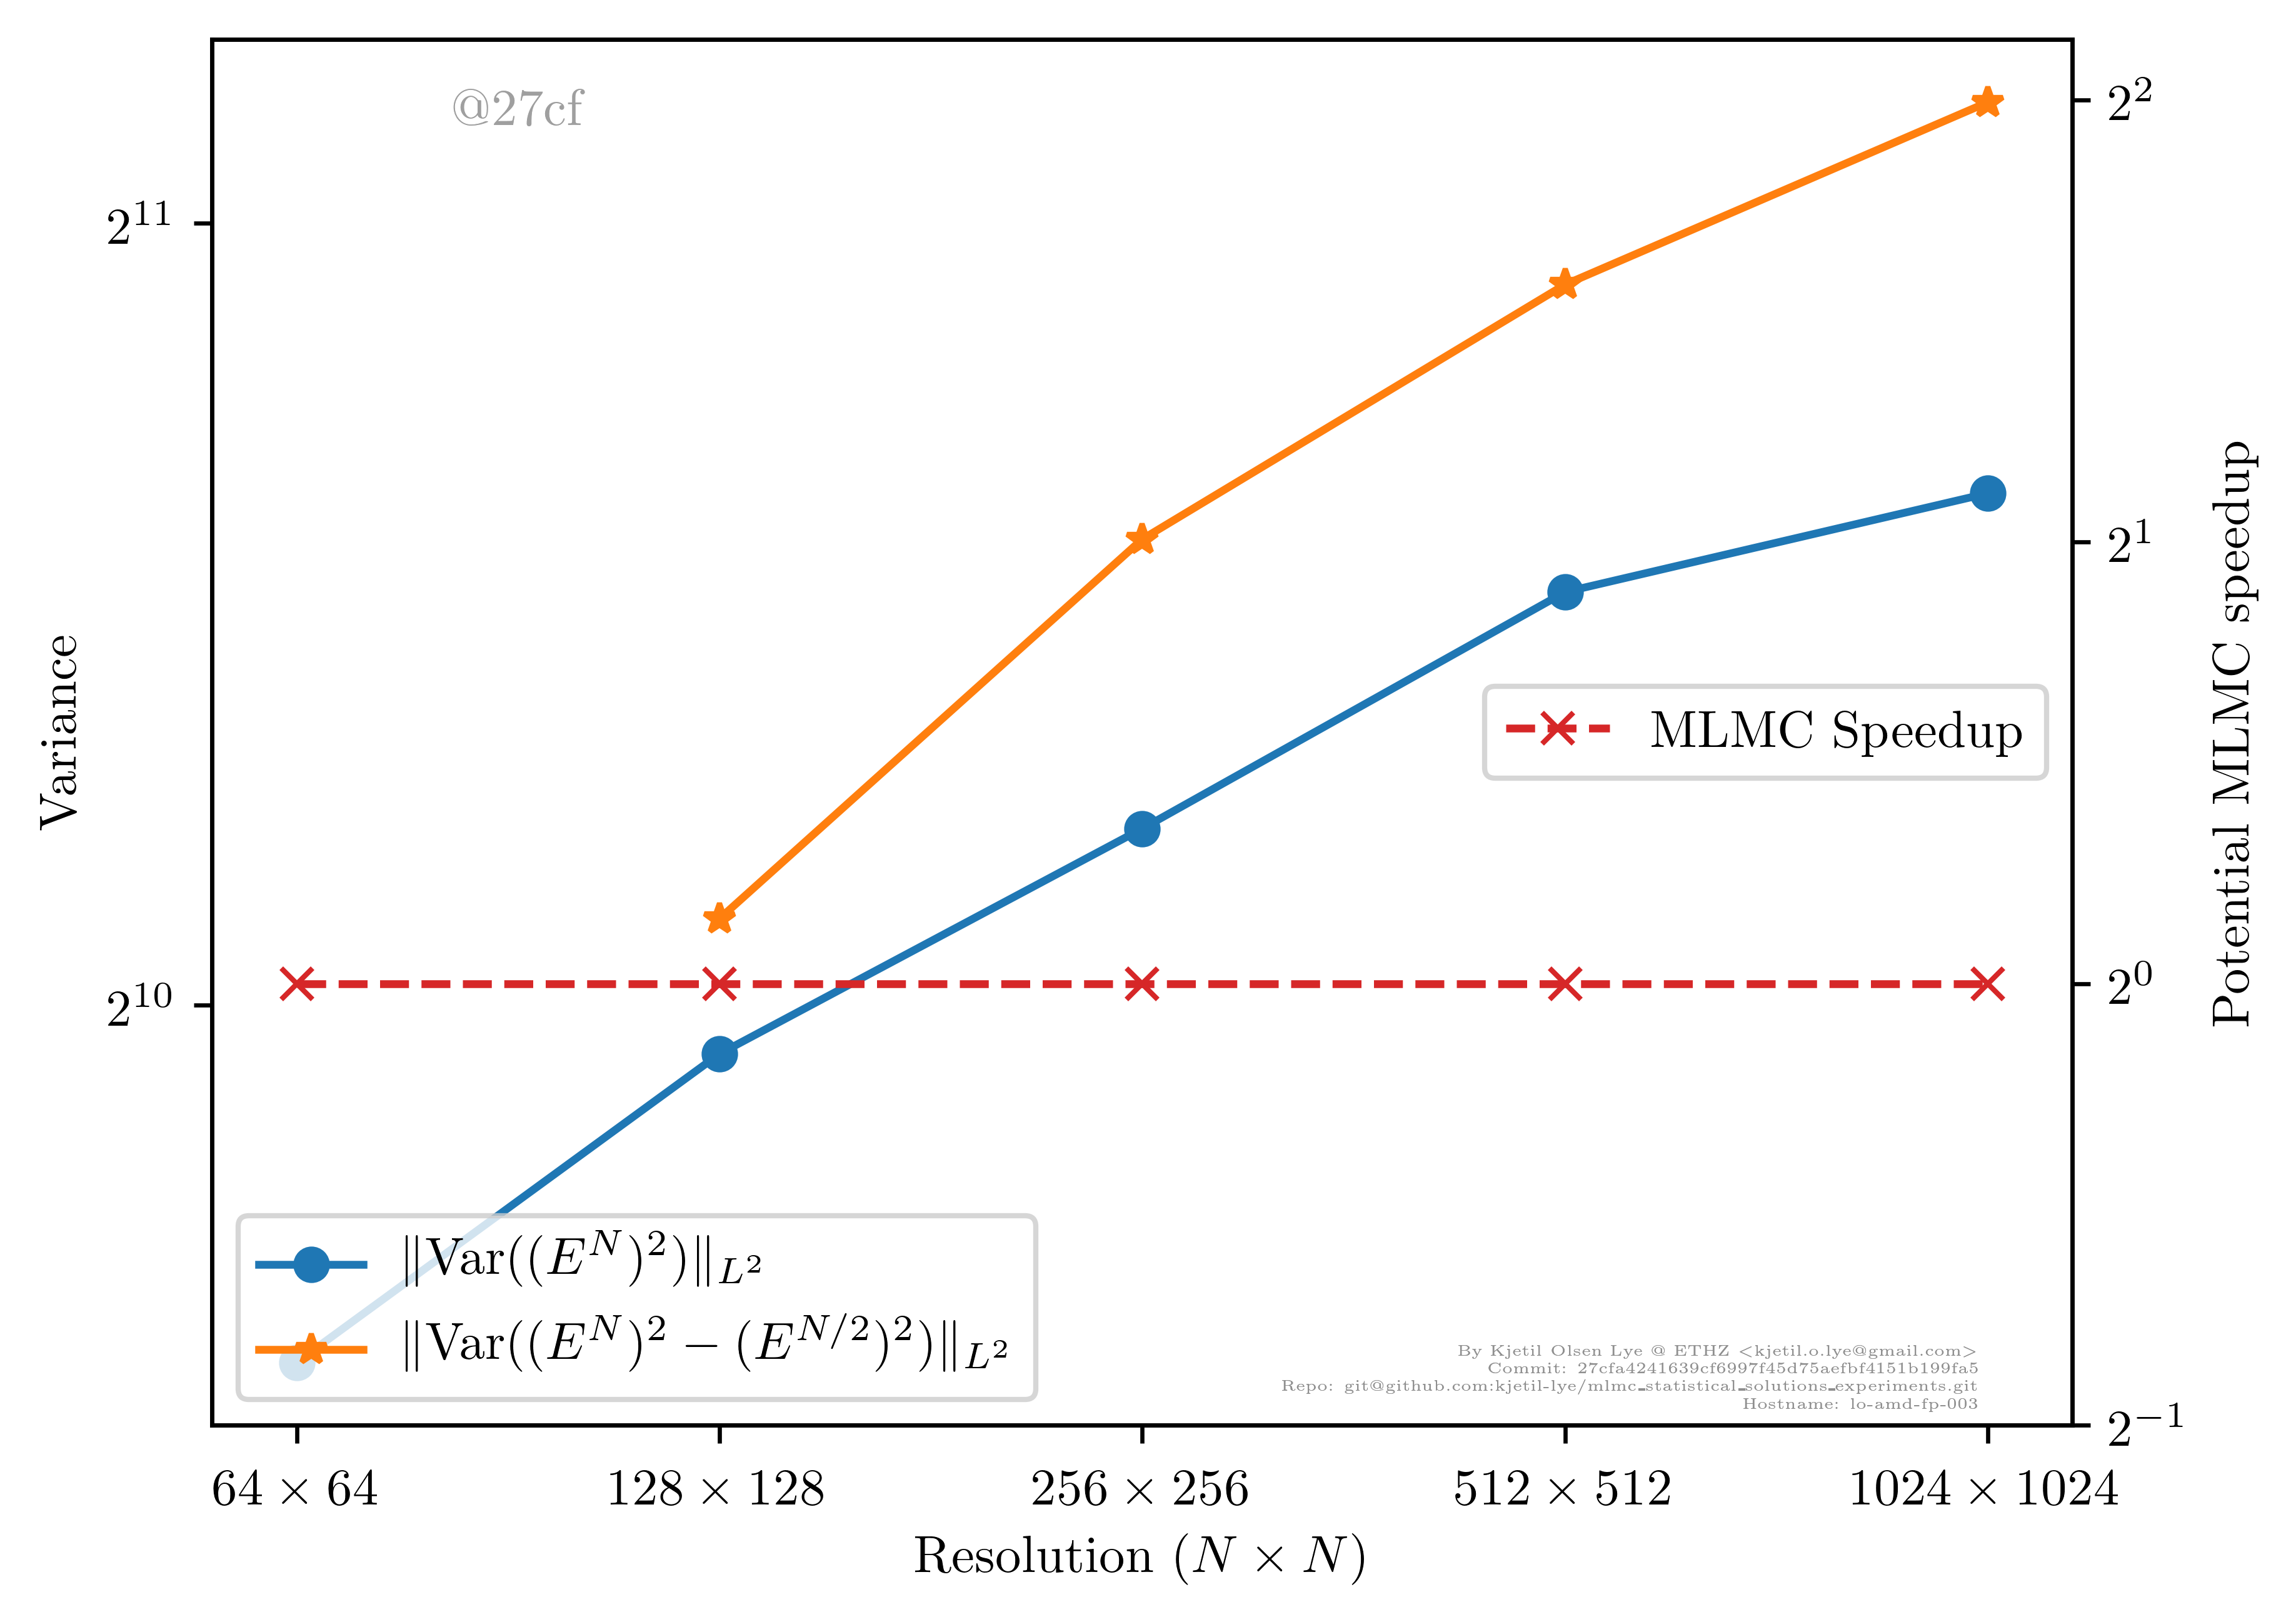 @27cf
2^11
2^10
Variance
2^2
2^1
2^0
2^−1
Potential MLMC speedup
MLMC Speedup
‖Var((E^N)^2)‖_{L^2}
‖Var((E^N)^2 − (E^{N/2})^2)‖_{L^2}
By Kjetil Olsen Lye @ ETHZ <kjetil.o.lye@gmail.com>
Commit: 27cfa4241639cf6997f45d75aefbf4151b199fa5
Repo: git@github.com:kjetil-lye/mlmc_statistical_solutions_experiments.git
Hostname: lo-amd-fp-003
64 × 64 128 × 128 256 × 256 512 × 512 1024 × 1024
Resolution (N × N)